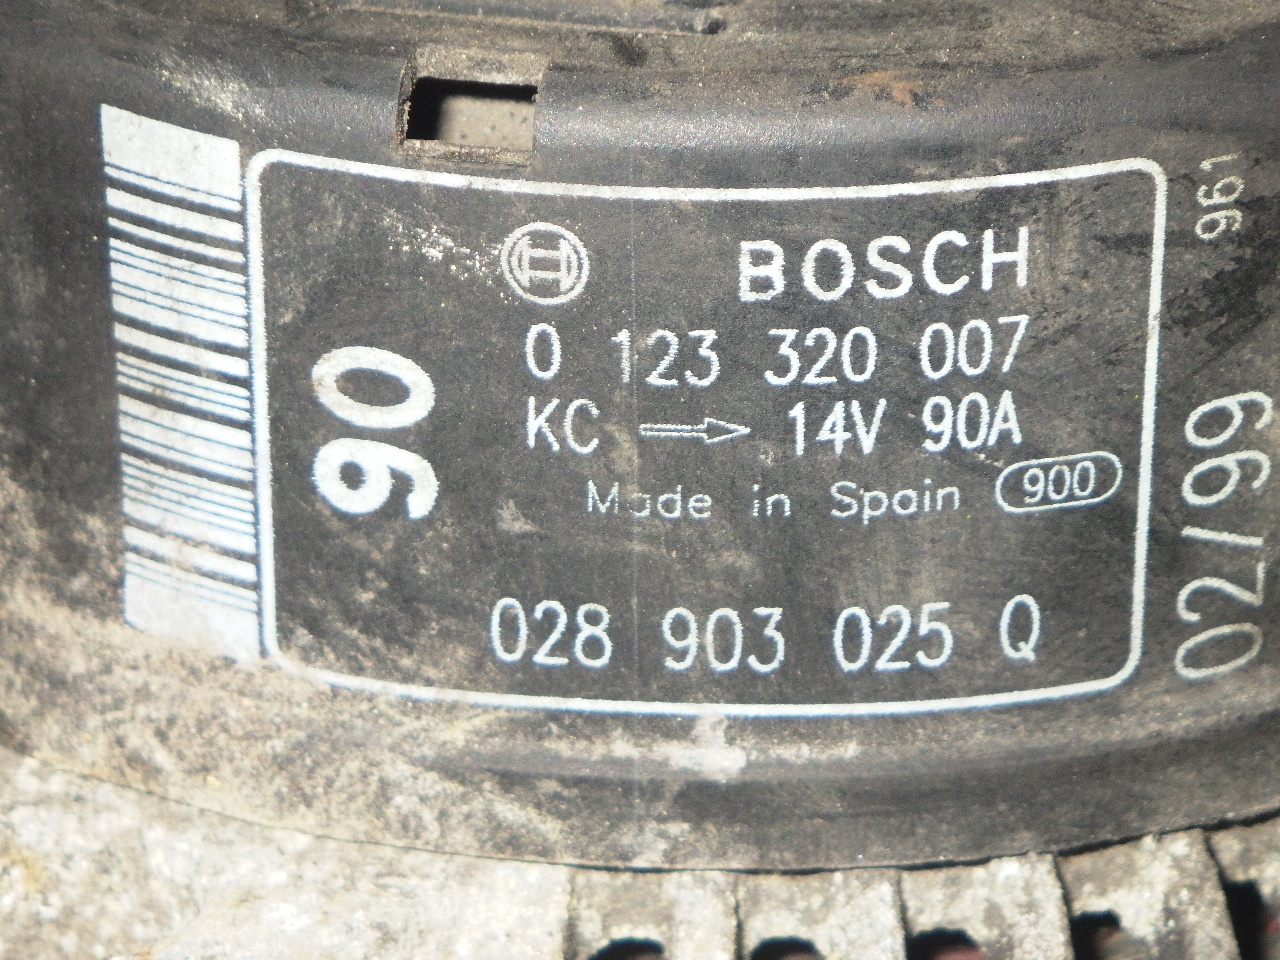 BOSCH
0 123 320 007
KC 14V 90A
Made in Spain 900
028 903 025 Q
90
961
02/99